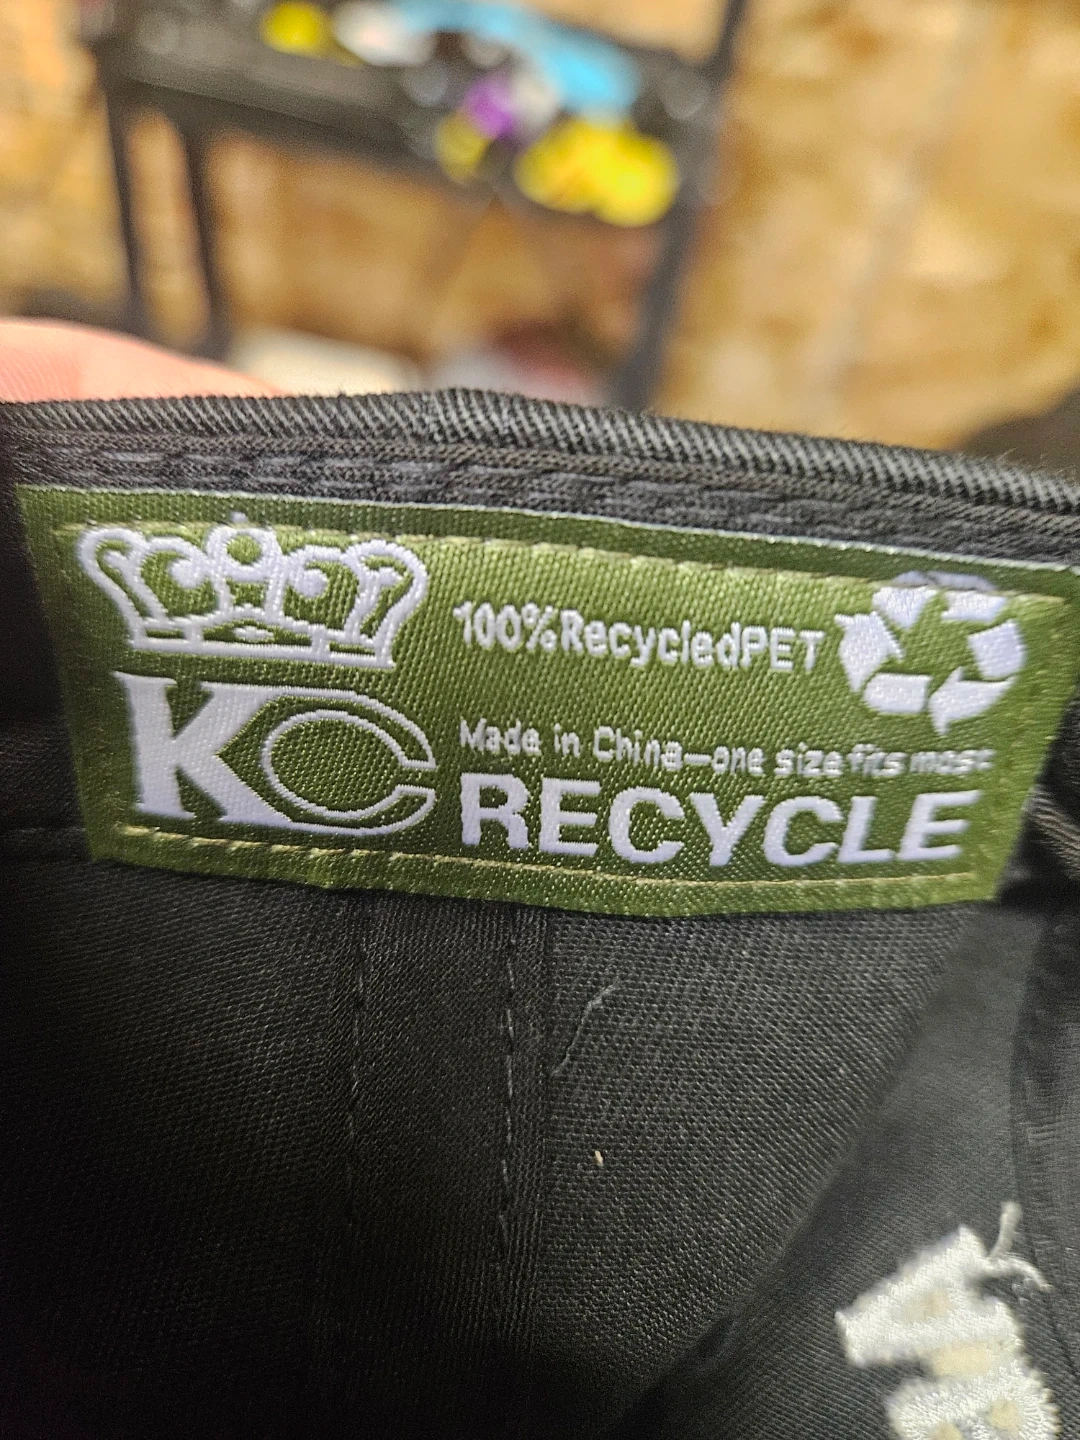 100%RecycledPET
KC
Made in China—one size fits most
RECYCLE